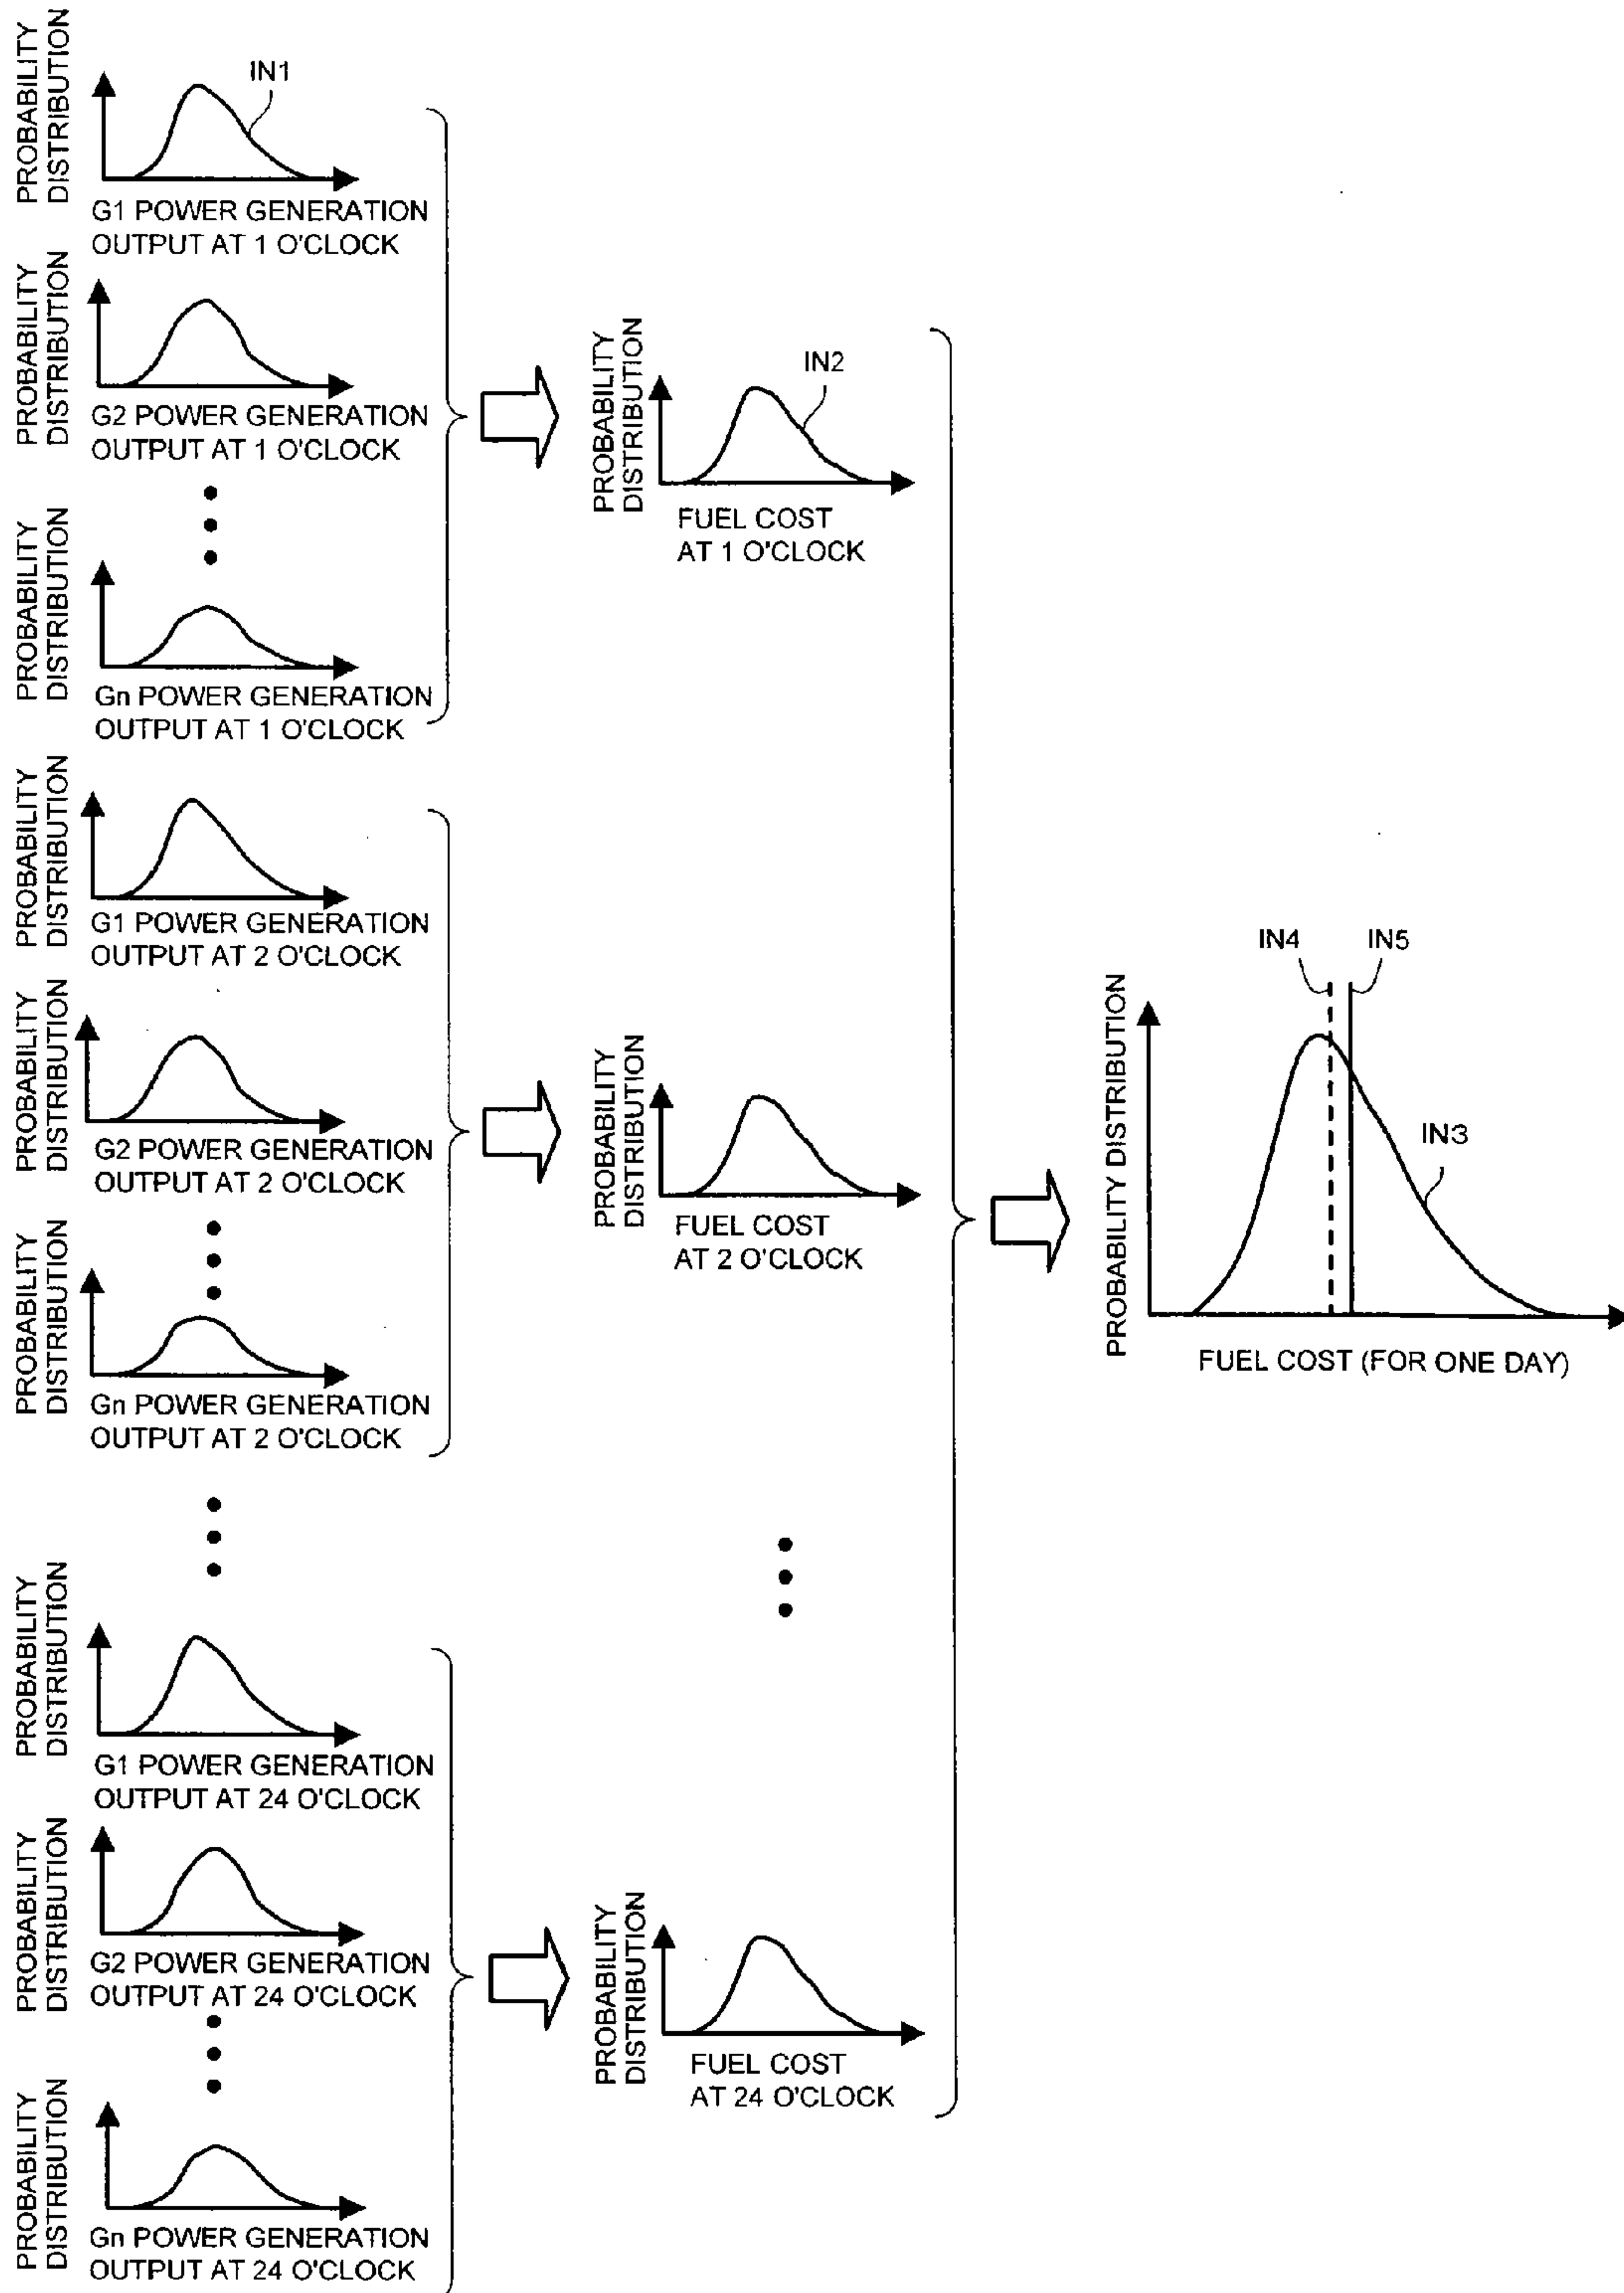 PROBABILITY
DISTRIBUTION
IN1
G1 POWER GENERATION
OUTPUT AT 1 O'CLOCK
PROBABILITY
DISTRIBUTION
G2 POWER GENERATION
OUTPUT AT 1 O'CLOCK
PROBABILITY
DISTRIBUTION
Gn POWER GENERATION
OUTPUT AT 1 O'CLOCK
PROBABILITY
DISTRIBUTION
IN2
FUEL COST
AT 1 O'CLOCK
PROBABILITY
DISTRIBUTION
G1 POWER GENERATION
OUTPUT AT 2 O'CLOCK
PROBABILITY
DISTRIBUTION
G2 POWER GENERATION
OUTPUT AT 2 O'CLOCK
PROBABILITY
DISTRIBUTION
Gn POWER GENERATION
OUTPUT AT 2 O'CLOCK
PROBABILITY
DISTRIBUTION
FUEL COST
AT 2 O'CLOCK
PROBABILITY
DISTRIBUTION
G1 POWER GENERATION
OUTPUT AT 24 O'CLOCK
PROBABILITY
DISTRIBUTION
G2 POWER GENERATION
OUTPUT AT 24 O'CLOCK
PROBABILITY
DISTRIBUTION
Gn POWER GENERATION
OUTPUT AT 24 O'CLOCK
PROBABILITY
DISTRIBUTION
FUEL COST
AT 24 O'CLOCK
PROBABILITY DISTRIBUTION
IN4
IN5
IN3
FUEL COST (FOR ONE DAY)